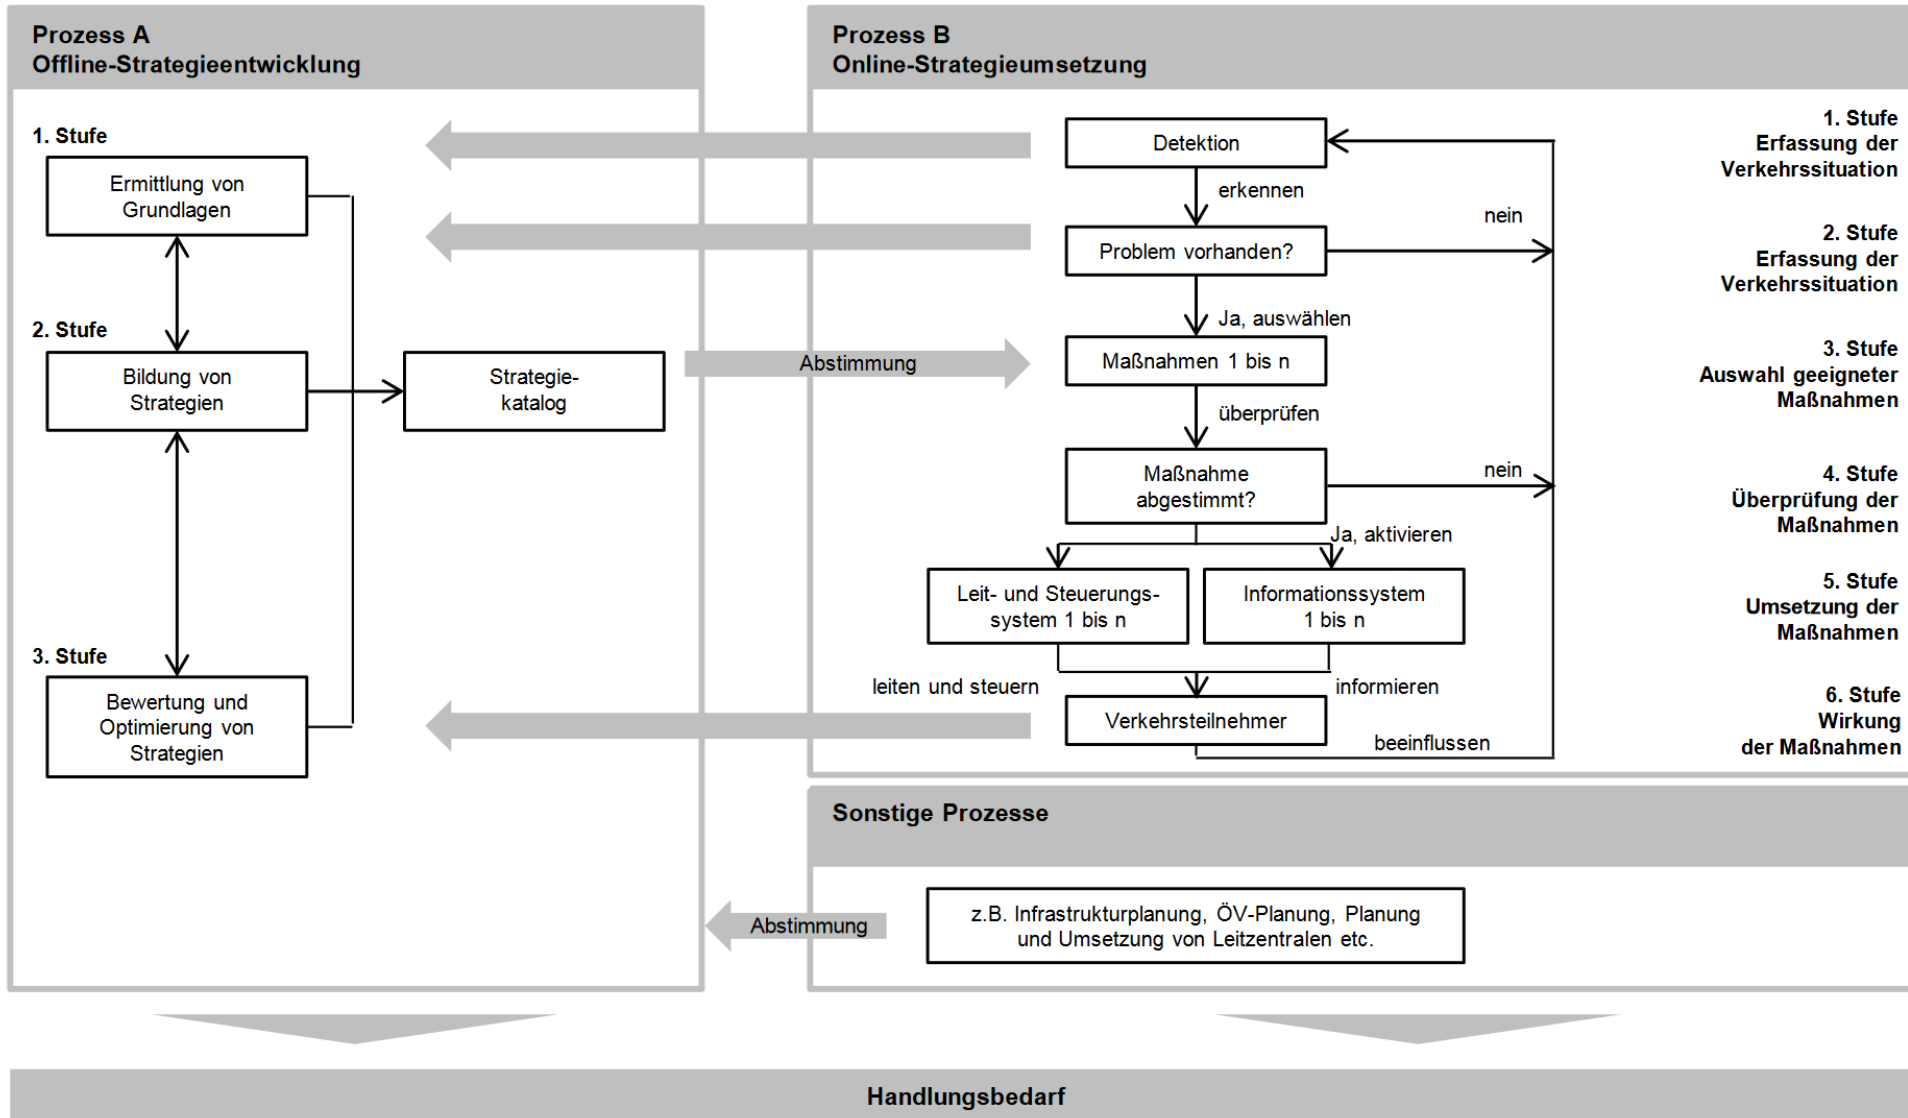 Prozess A
Offline-Strategieentwicklung
1. Stufe
Ermittlung von
Grundlagen
2. Stufe
Bildung von
Strategien
Strategie-
katalog
3. Stufe
Bewertung und
Optimierung von
Strategien
Abstimmung
Prozess B
Online-Strategieumsetzung
Detektion
erkennen
nein
Problem vorhanden?
Ja, auswählen
Maßnahmen 1 bis n
überprüfen
Maßnahme
abgestimmt?
nein
Ja, aktivieren
Leit- und Steuerungs-
system 1 bis n
Informationssystem
1 bis n
leiten und steuern
informieren
Verkehrsteilnehmer
beeinflussen
1. Stufe
Erfassung der
Verkehrssituation
2. Stufe
Erfassung der
Verkehrssituation
3. Stufe
Auswahl geeigneter
Maßnahmen
4. Stufe
Überprüfung der
Maßnahmen
5. Stufe
Umsetzung der
Maßnahmen
6. Stufe
Wirkung
der Maßnahmen
Sonstige Prozesse
Abstimmung
z.B. Infrastrukturplanung, ÖV-Planung, Planung
und Umsetzung von Leitzentralen etc.
Handlungsbedarf